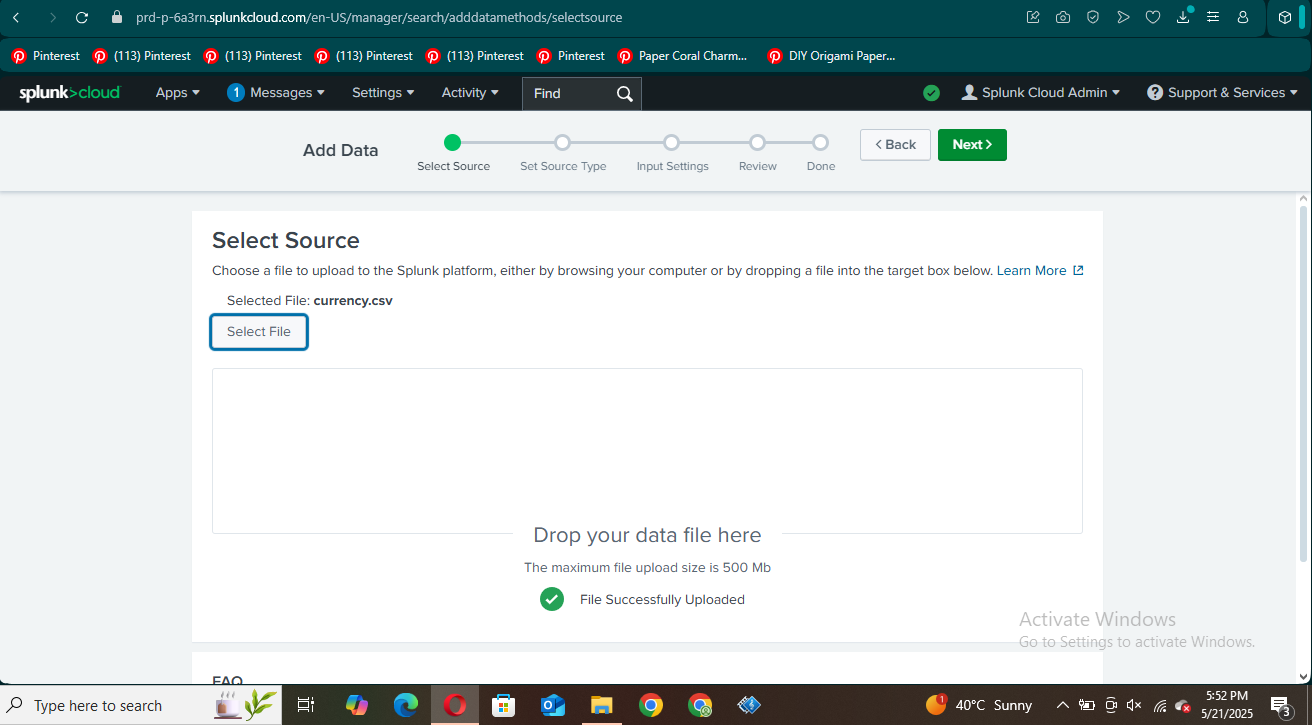 prd-p-6a3rn.splunkcloud.com/en-US/manager/search/adddatamethods/selectsource
Pinterest (113) Pinterest (113) Pinterest (113) Pinterest (113) Pinterest Pinterest Paper Coral Charm... DIY Origami Paper...
splunk>cloud Apps 1 Messages Settings Activity Find Splunk Cloud Admin ? Support & Services
Add Data
Select Source Set Source Type Input Settings Review Done
< Back Next >
Select Source
Choose a file to upload to the Splunk platform, either by browsing your computer or by dropping a file into the target box below. Learn More
Selected File: currency.csv
Select File
Drop your data file here
The maximum file upload size is 500 Mb
File Successfully Uploaded
Activate Windows
Go to Settings to activate Windows.
FAQ
Type here to search
1 40°C Sunny
5:52 PM
5/21/2025
3